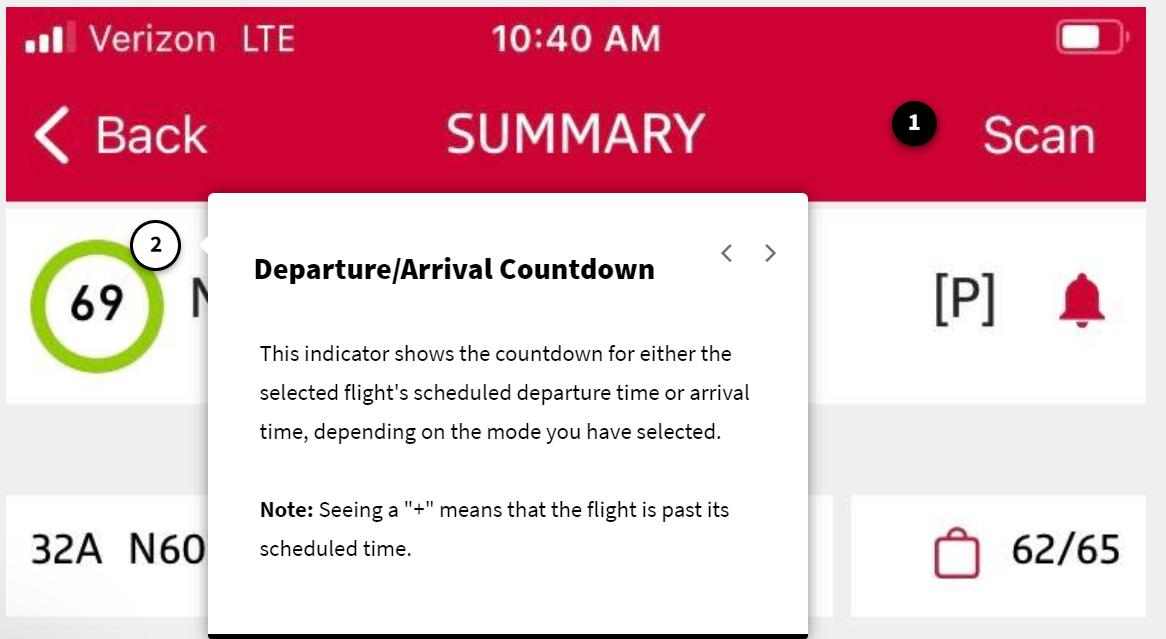 Verizon LTE 10:40 AM
Back SUMMARY 1 Scan
2
69 [P]
Departure/Arrival Countdown
This indicator shows the countdown for either the
selected flight's scheduled departure time or arrival
time, depending on the mode you have selected.
Note: Seeing a "+" means that the flight is past its
scheduled time.
32A N60 62/65